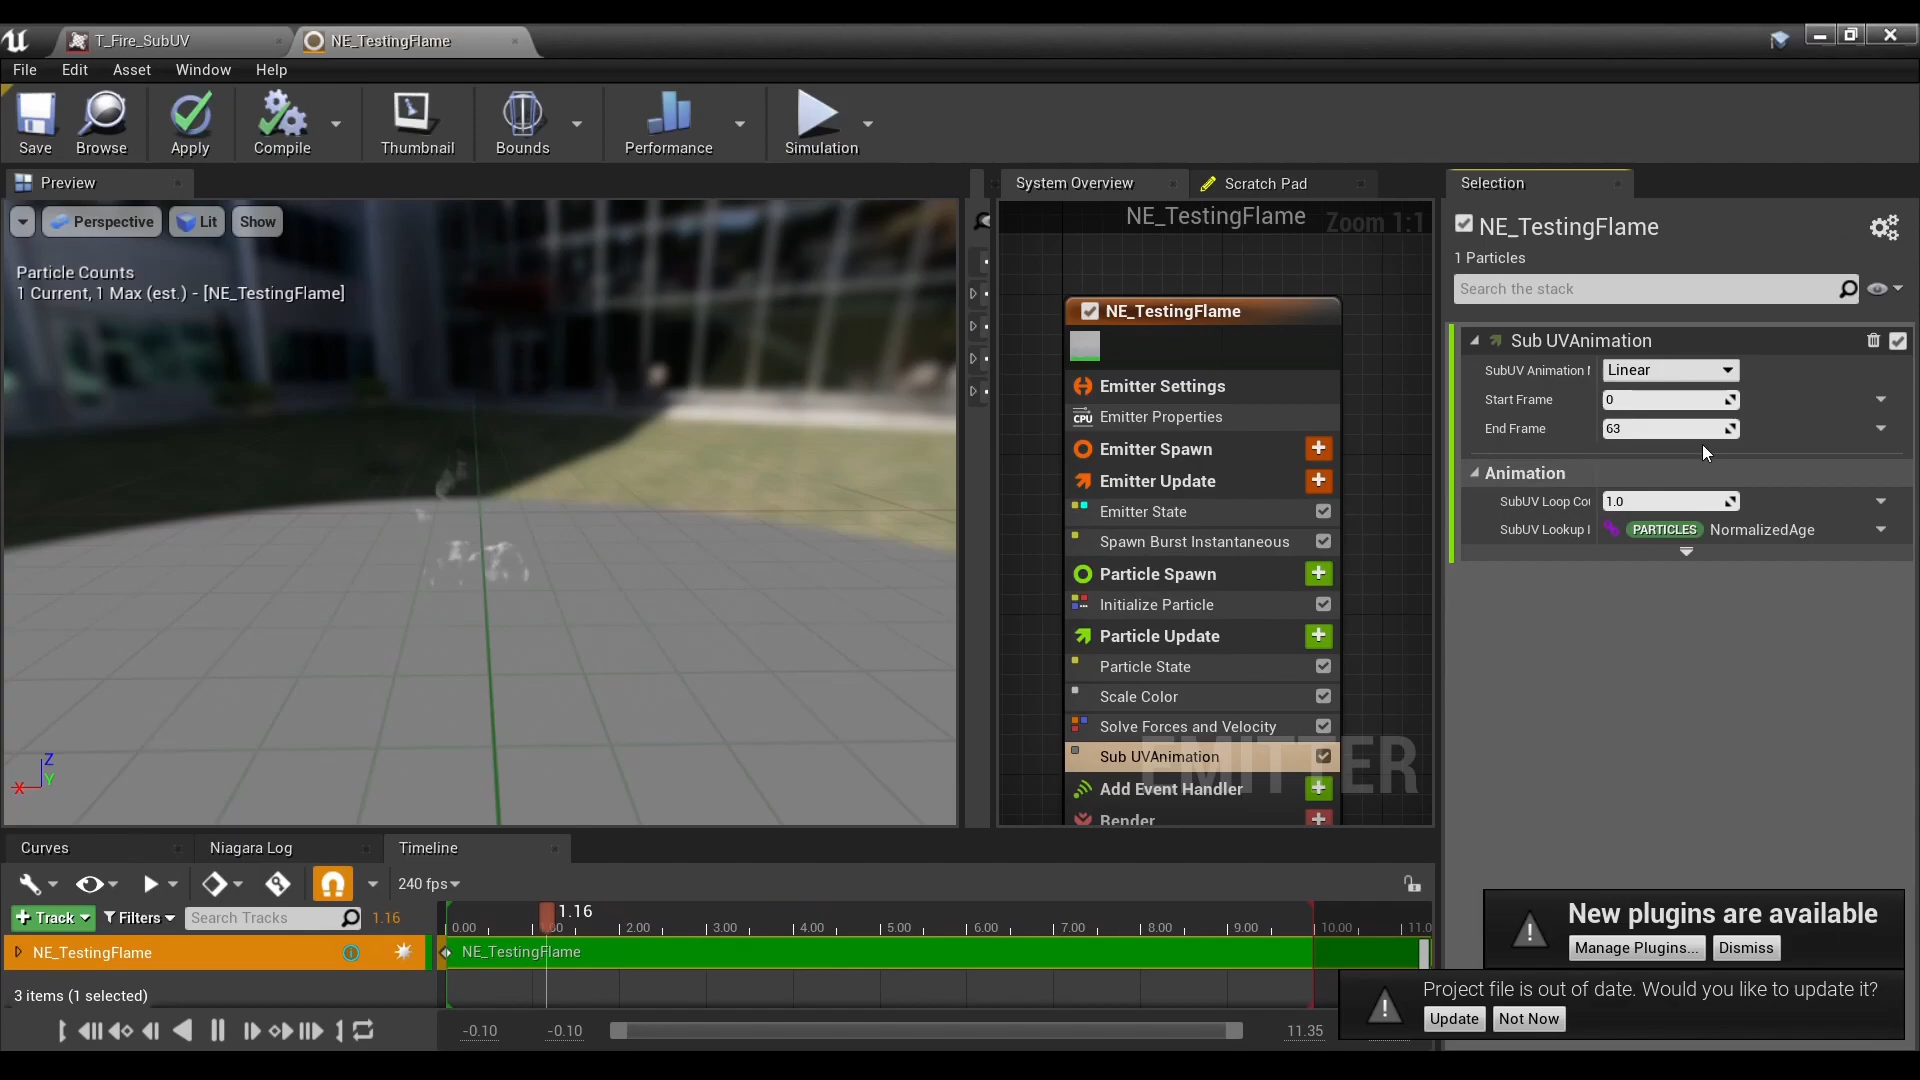 T_Fire_SubUV
NE_TestingFlame
File Edit Asset Window Help
Save Browse Apply Compile Thumbnail Bounds Performance Simulation
Preview
Perspective Lit Show
Particle Counts
1 Current, 1 Max (est.) - [NE_TestingFlame]
Z
Y
X
System Overview
Scratch Pad
NE_TestingFlame
Zoom 1:1
NE_TestingFlame
Emitter Settings
CPU Emitter Properties
Emitter Spawn
Emitter Update
Emitter State
Spawn Burst Instantaneous
Particle Spawn
Initialize Particle
Particle Update
Particle State
Scale Color
Solve Forces and Velocity
Sub UVAnimation
Add Event Handler
Render
EMITTER
Selection
NE_TestingFlame
1 Particles
Search the stack
Sub UVAnimation
SubUV Animation Linear
Start Frame 0
End Frame 63
Animation
SubUV Loop Cou 1.0
SubUV Lookup I PARTICLES NormalizedAge
Curves Niagara Log Timeline
240 fps
Track Filters Search Tracks 1.16
1.16
0.00 2.00 3.00 4.00 5.00 6.00 7.00 8.00 9.00 10.00 11.0
NE_TestingFlame
NE_TestingFlame
3 items (1 selected)
-0.10 -0.10 11.35
New plugins are available
Manage Plugins... Dismiss
Project file is out of date. Would you like to update it?
Update Not Now